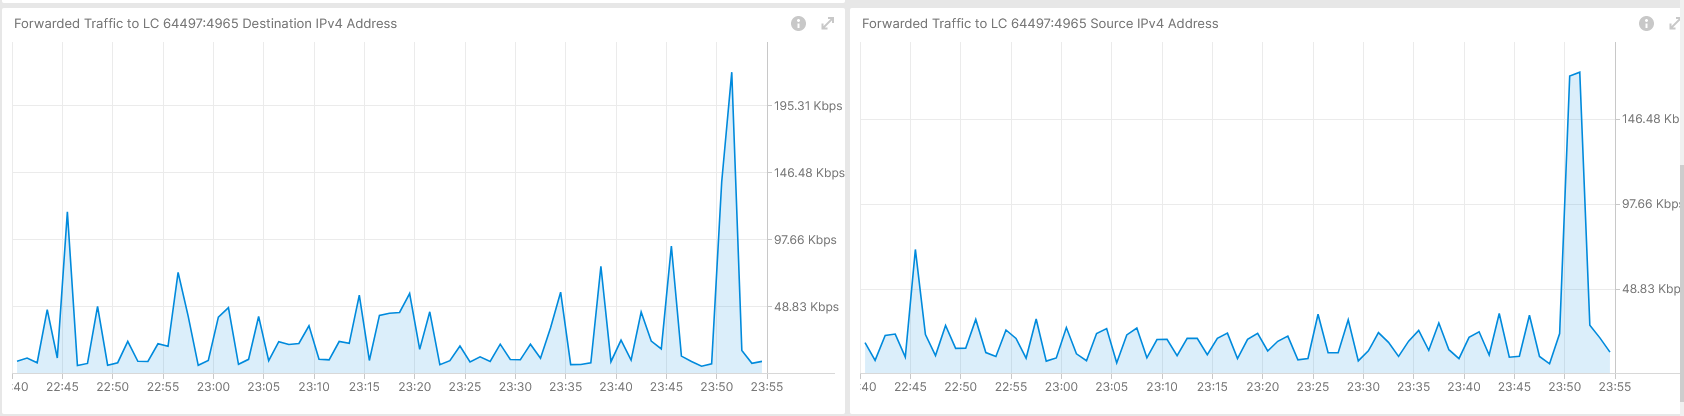 Forwarded Traffic to LC 64497:4965 Destination IPv4 Address
195.31 Kbps
146.48 Kbps
97.66 Kbps
48.83 Kbps
:40 22:45 22:50 22:55 23:00 23:05 23:10 23:15 23:20 23:25 23:30 23:35 23:40 23:45 23:50 23:55
Forwarded Traffic to LC 64497:4965 Source IPv4 Address
146.48 Kb
97.66 Kbp
48.83 Kbp
:40 22:45 22:50 22:55 23:00 23:05 23:10 23:15 23:20 23:25 23:30 23:35 23:40 23:45 23:50 23:55